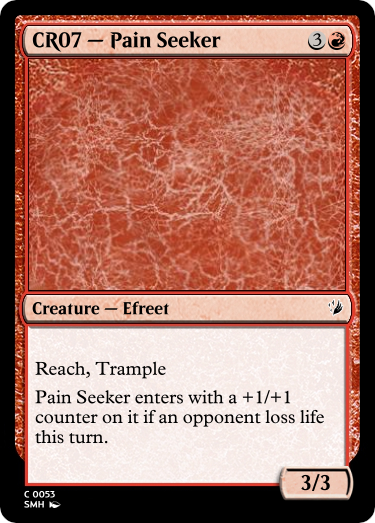 CR07 — Pain Seeker 3
Creature — Efreet
Reach, Trample
Pain Seeker enters with a +1/+1
counter on it if an opponent loss life
this turn.
3/3
C 0053
SMH